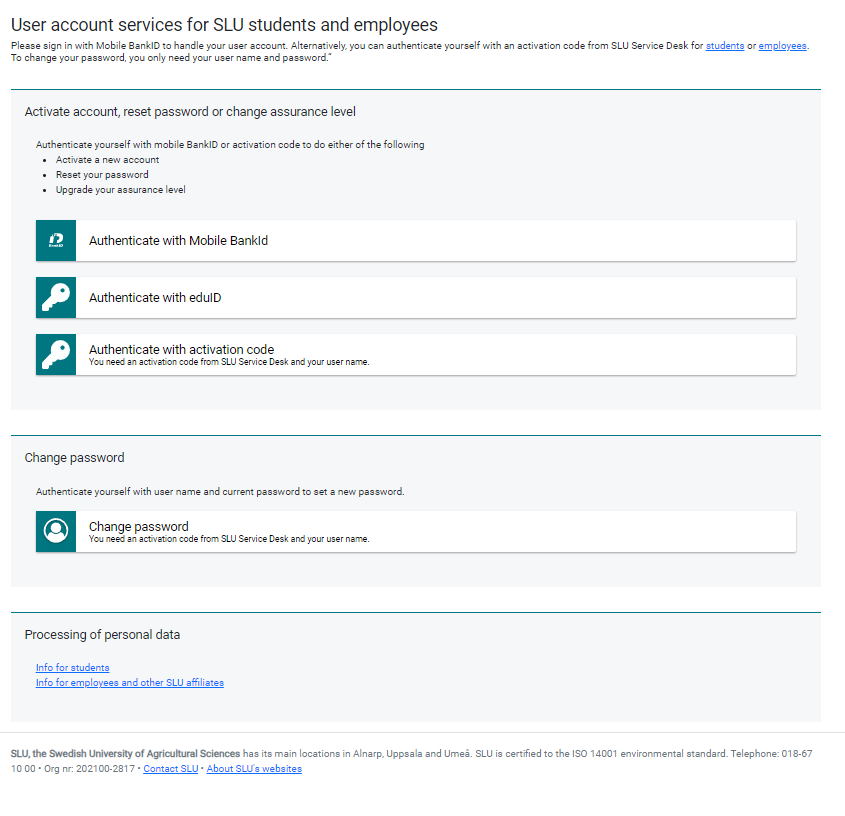 User account services for SLU students and employees
Please sign in with Mobile BankID to handle your user account. Alternatively, you can authenticate yourself with an activation code from SLU Service Desk for students or employees.
To change your password, you only need your user name and password."
Activate account, reset password or change assurance level
Authenticate yourself with mobile BankID or activation code to do either of the following
• Activate a new account
• Reset your password
• Upgrade your assurance level
BankID
Authenticate with Mobile BankId
Authenticate with eduID
Authenticate with activation code
You need an activation code from SLU Service Desk and your user name.
Change password
Authenticate yourself with user name and current password to set a new password.
Change password
You need an activation code from SLU Service Desk and your user name.
Processing of personal data
Info for students
Info for employees and other SLU affiliates
SLU, the Swedish University of Agricultural Sciences has its main locations in Alnarp, Uppsala and Umeå. SLU is certified to the ISO 14001 environmental standard. Telephone: 018-67
10 00 • Org nr: 202100-2817 • Contact SLU • About SLU's websites